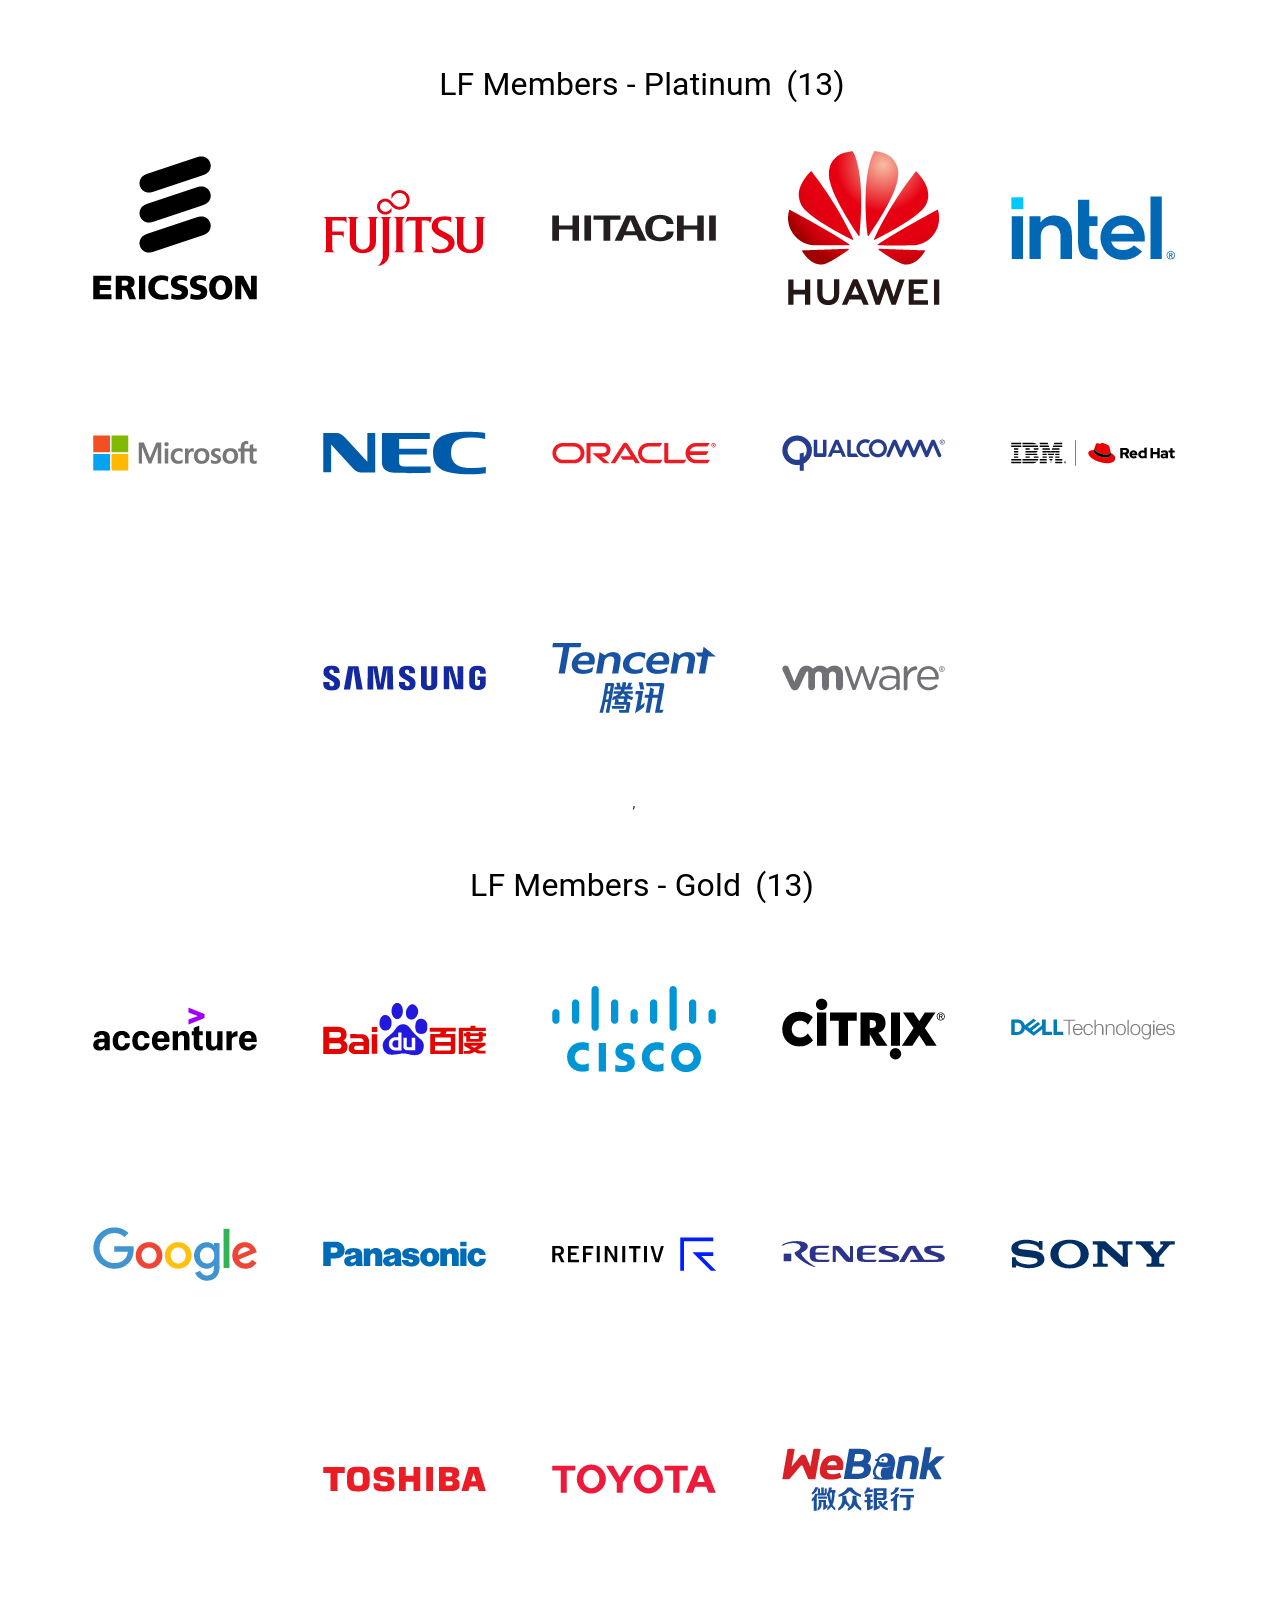 LF Members - Platinum (13)
ERICSSON
FUJITSU
HITACHI
HUAWEI
intel®
Microsoft
NEC
ORACLE®
QUALCOMM®
IBM® | Red Hat
SAMSUNG
Tencent
腾讯
vmware®
,
LF Members - Gold (13)
>
accenture
Bai du 百度
CISCO
CiTRIX®
DELL Technologies
Google
Panasonic
REFINITIV
RENESAS
SONY
TOSHIBA
TOYOTA
WeBank
微众银行